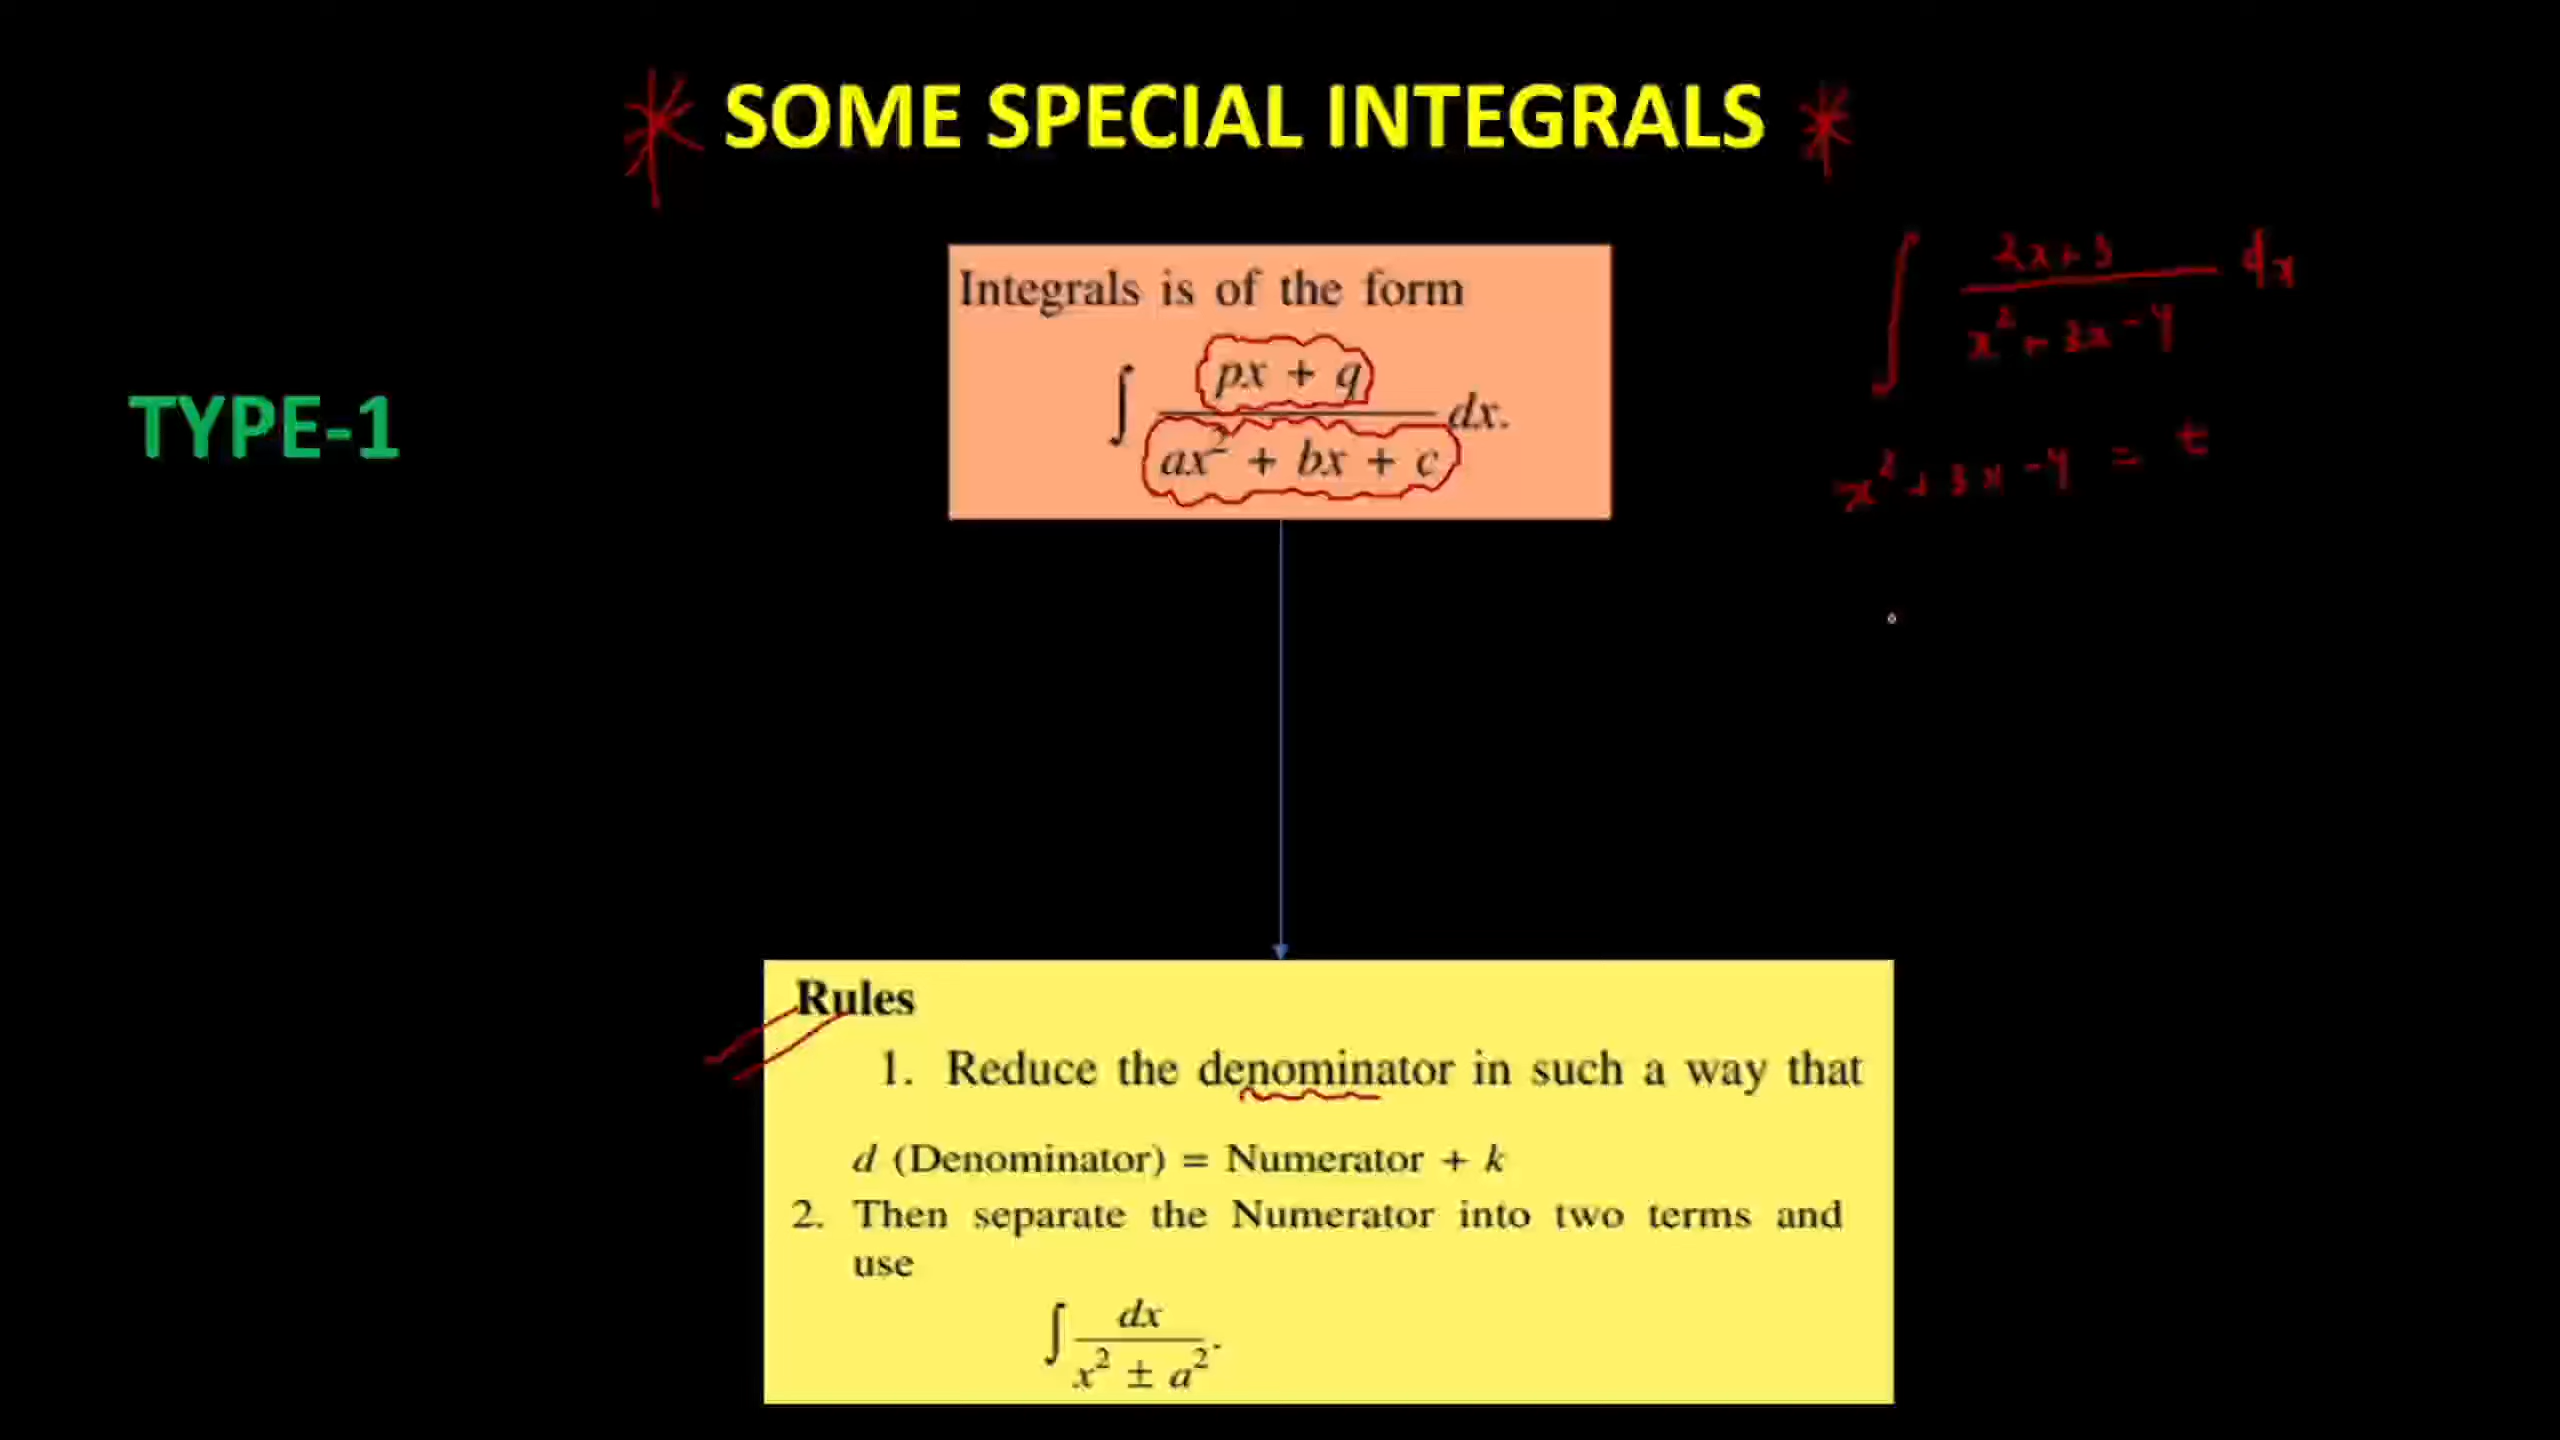 * SOME SPECIAL INTEGRALS *
TYPE-1
Integrals is of the form
∫ (px + q)/(ax² + bx + c) dx.
∫ (2x+3)/(x²+3x-4) dx
x²+3x-4 = t
Rules
1. Reduce the denominator in such a way that
d (Denominator) = Numerator + k
2. Then separate the Numerator into two terms and
use
∫ dx/(x² ± a²).